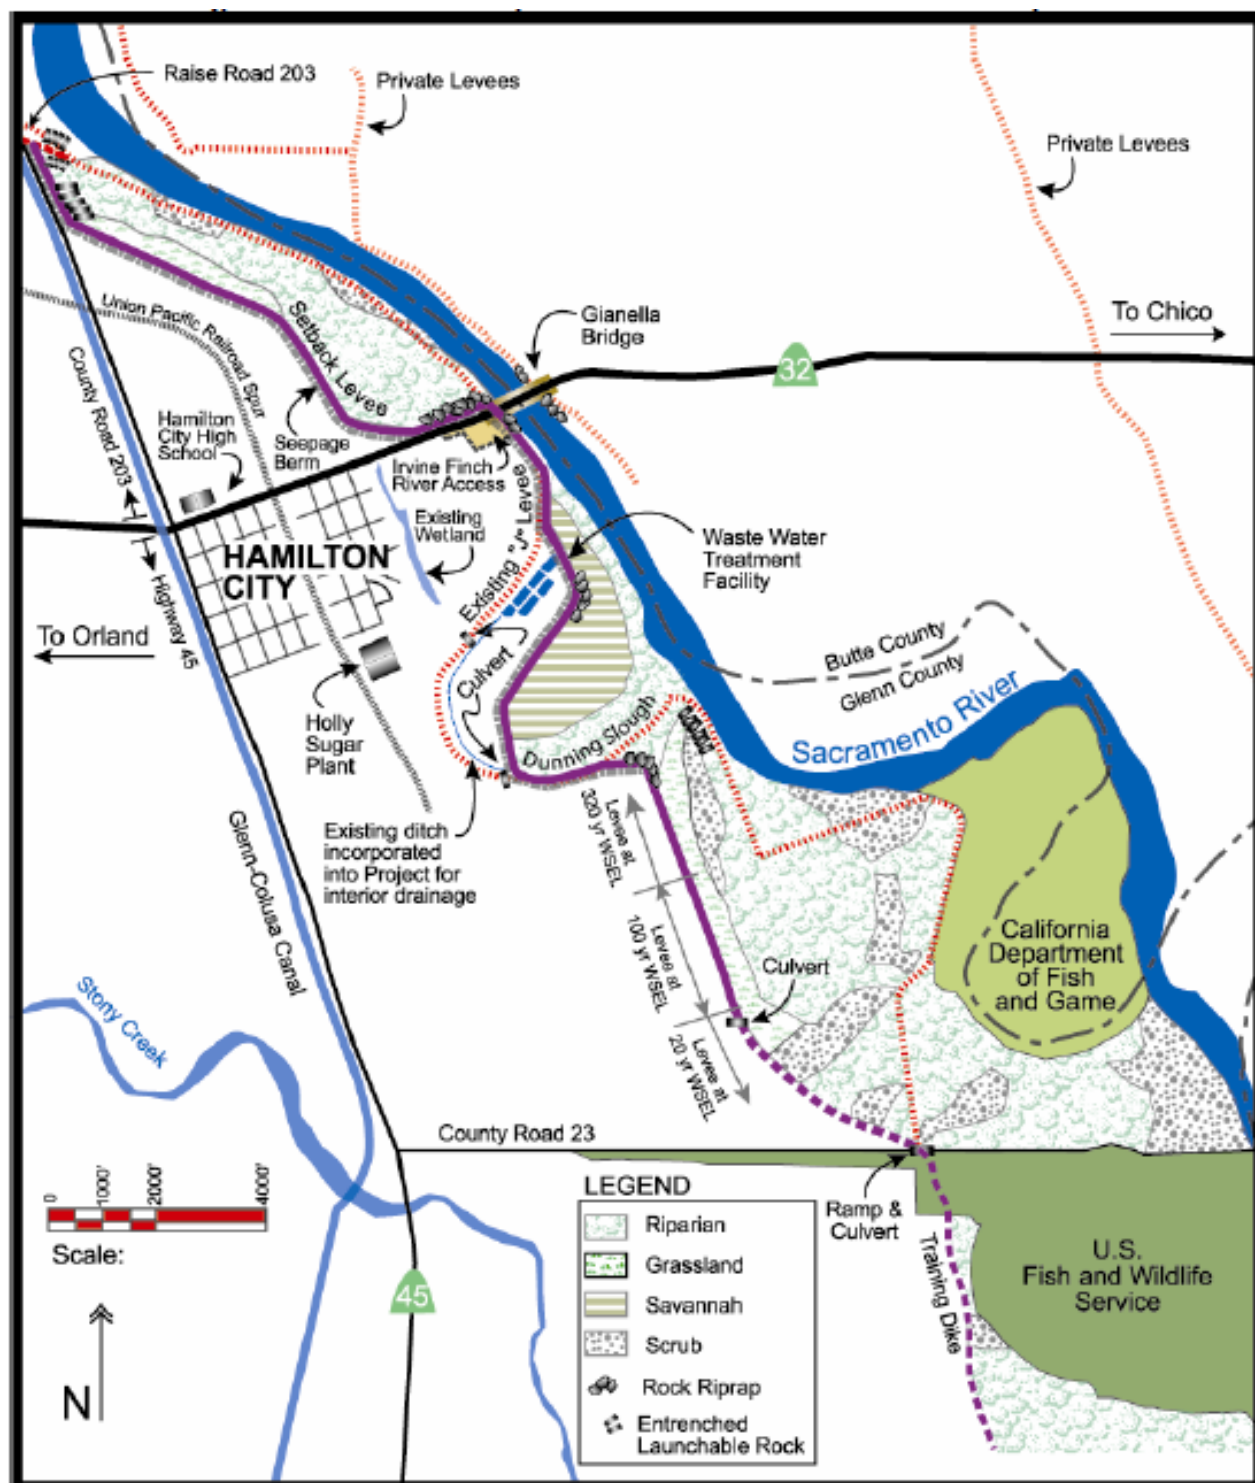 Raise Road 203
Private Levees
Private Levees
To Chico
Gianella
Bridge
32
Union Pacific Railroad Spur
Setback Levee
County Road 203
Hamilton
City High
School
Seepage
Berm
Irvine Finch
River Access
Existing
Wetland
Existing "J" Levee
Waste Water
Treatment
Facility
HAMILTON
CITY
Highway 45
To Orland
Culvert
Butte County
Glenn County
Sacramento River
Holly
Sugar
Plant
Dunning Slough
Existing ditch
incorporated
into Project for
interior drainage
Levee at
320 yr WSEL
Levee at
100 yr WSEL
Levee at
20 yr WSEL
Culvert
California
Department
of Fish
and Game
Glenn-Colusa Canal
Stony Creek
County Road 23
0 1000' 2000' 4000'
Scale:
N
45
LEGEND
Riparian
Grassland
Savannah
Scrub
Rock Riprap
Entrenched
Launchable Rock
Ramp &
Culvert
Training Dike
U.S.
Fish and Wildlife
Service